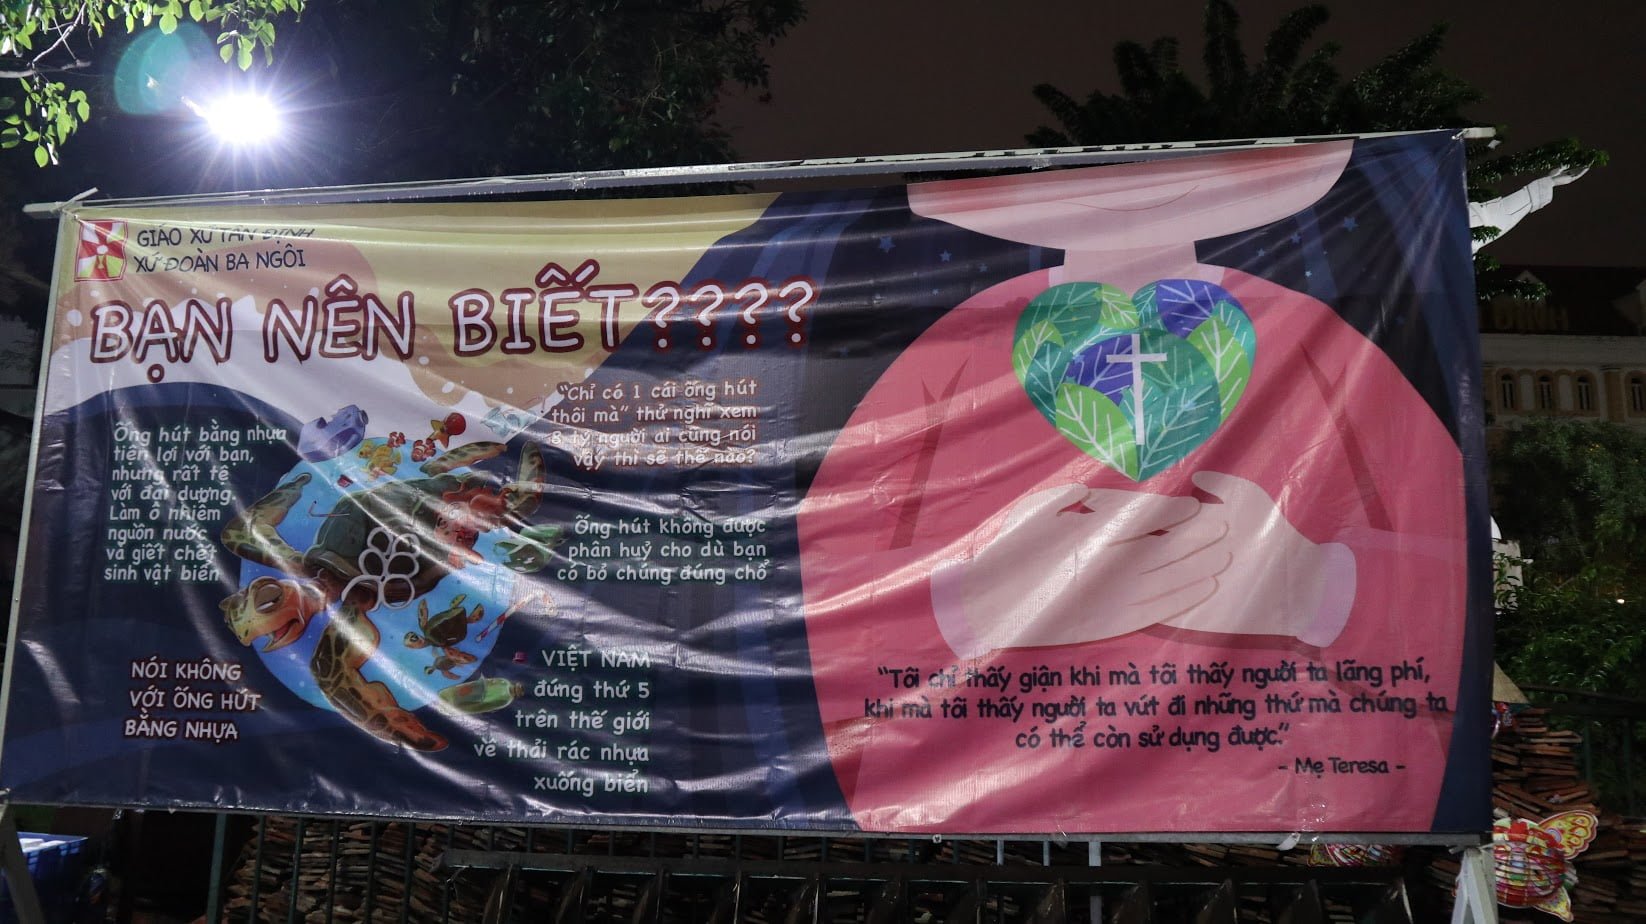 GIÁO XỨ TÂN ĐỊNH
XỨ ĐOÀN BA NGÔI
BẠN NÊN BIẾT????
“Chỉ có 1 cái ống hút
thôi mà” thử nghĩ xem
8 tỷ người ai cũng nói
vậy thì sẽ thế nào?
Ống hút bằng nhựa
tiện lợi với bạn,
nhưng rất tệ
với đại dương.
Làm ô nhiễm
nguồn nước
và giết chết
sinh vật biển
Ống hút không được
phân huỷ cho dù bạn
có bỏ chúng đúng chổ
NÓI KHÔNG
VỚI ỐNG HÚT
BẰNG NHỰA
VIỆT NAM
đứng thứ 5
trên thế giới
về thải rác nhựa
xuống biển
“Tôi chỉ thấy giận khi mà tôi thấy người ta lãng phí,
khi mà tôi thấy người ta vứt đi những thứ mà chúng ta
có thể còn sử dụng được.”
- Mẹ Teresa -